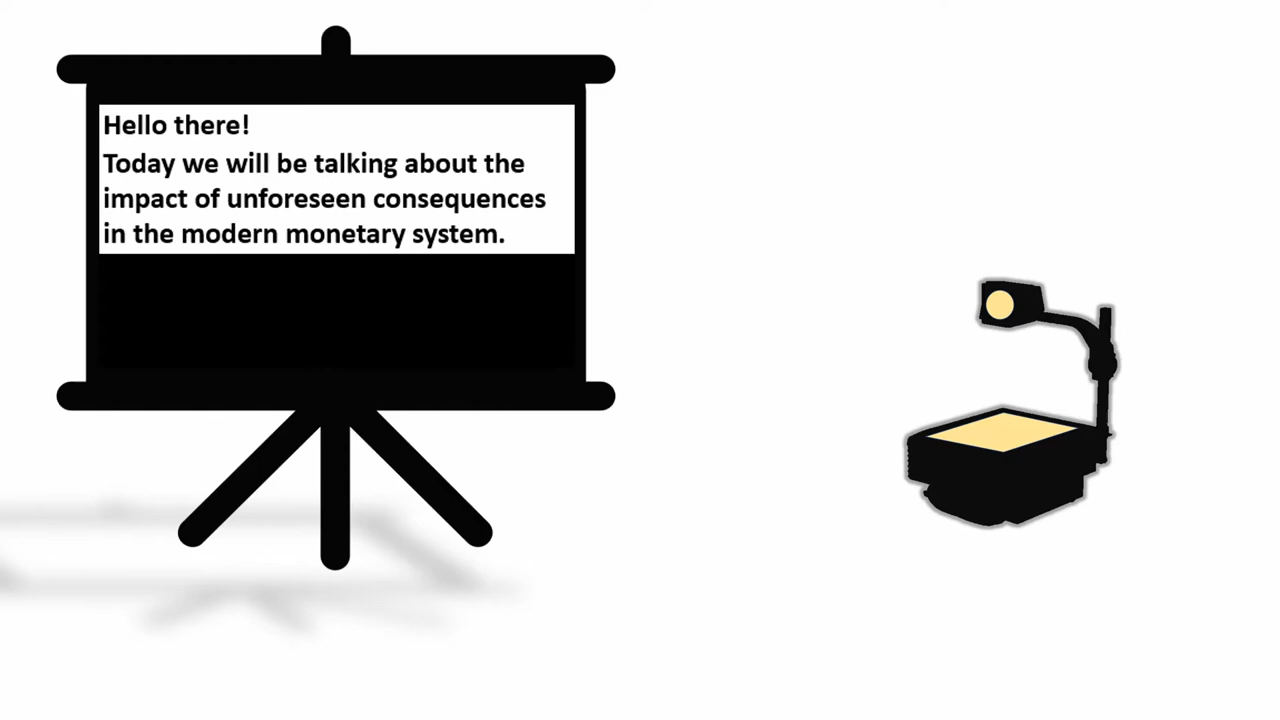 Hello there!
Today we will be talking about the
impact of unforeseen consequences
in the modern monetary system.